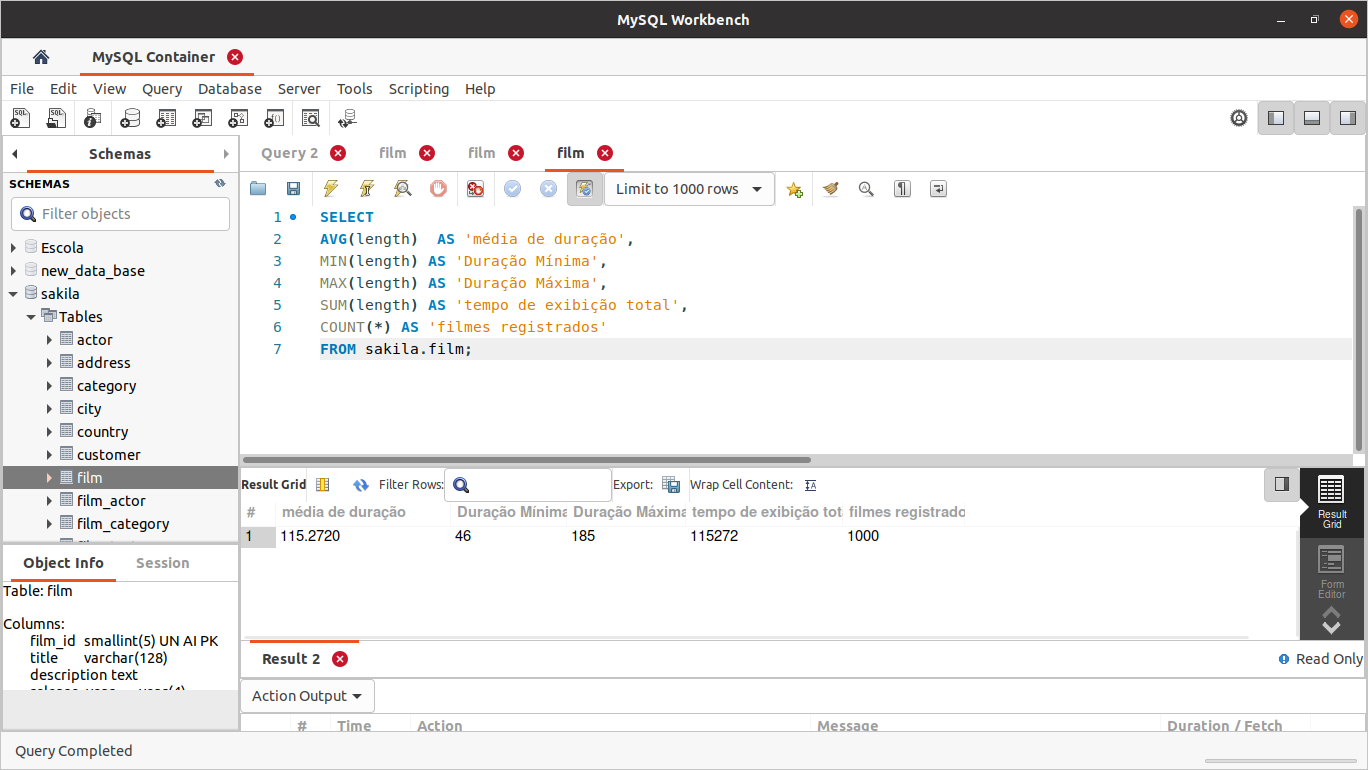 MySQL Workbench
MySQL Container
File Edit View Query Database Server Tools Scripting Help
Schemas
Query 2 film film film
SCHEMAS
Filter objects
Limit to 1000 rows
Escola
new_data_base
sakila
Tables
actor
address
category
city
country
customer
film
film_actor
film_category
1 SELECT
2 AVG(length)  AS 'média de duração',
3 MIN(length) AS 'Duração Mínima',
4 MAX(length) AS 'Duração Máxima',
5 SUM(length) AS 'tempo de exibição total',
6 COUNT(*) AS 'filmes registrados'
7 FROM sakila.film;
Result Grid Filter Rows: Export: Wrap Cell Content:
# média de duração Duração Mínima Duração Máxima tempo de exibição tot filmes registrado
1 115.2720 46 185 115272 1000
Result
Grid
Form
Editor
Object Info Session
Table: film
Columns:
film_id smallint(5) UN AI PK
title varchar(128)
description text
Result 2 Read Only
Action Output
# Time Action Message Duration / Fetch
Query Completed